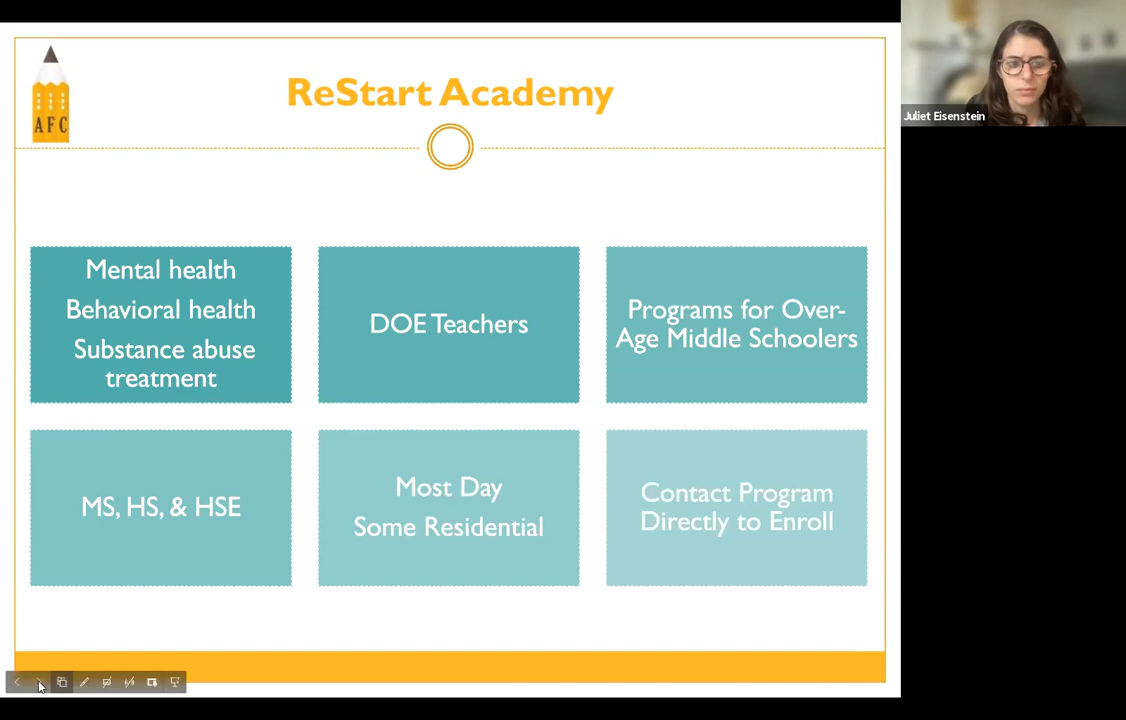 AFC
ReStart Academy
Juliet Eisenstein
Mental health
Behavioral health
Substance abuse
treatment
DOE Teachers
Programs for Over-
Age Middle Schoolers
MS, HS, & HSE
Most Day
Some Residential
Contact Program
Directly to Enroll